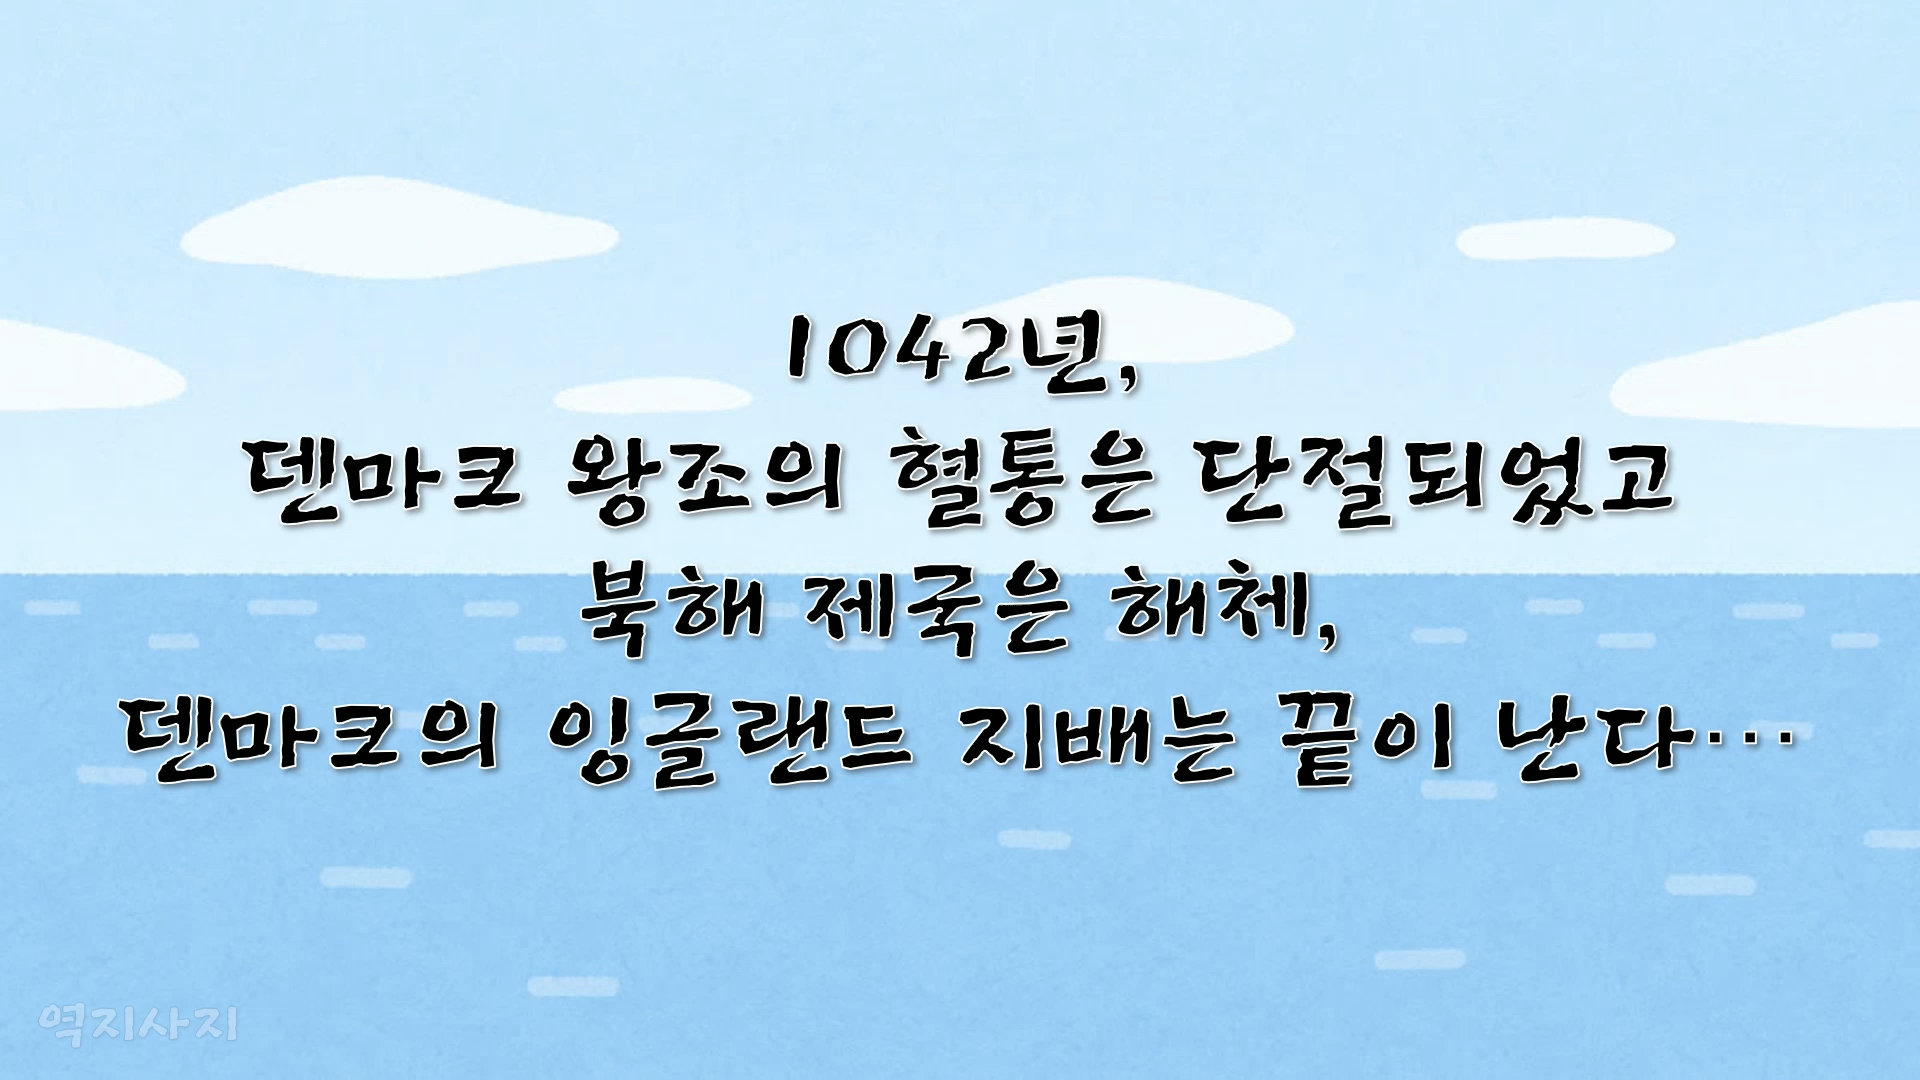 1042년,
덴마크 왕조의 혈통은 단절되었고
북해 제국은 해체,
덴마크의 잉글랜드 지배는 끝이 난다…
역지사지